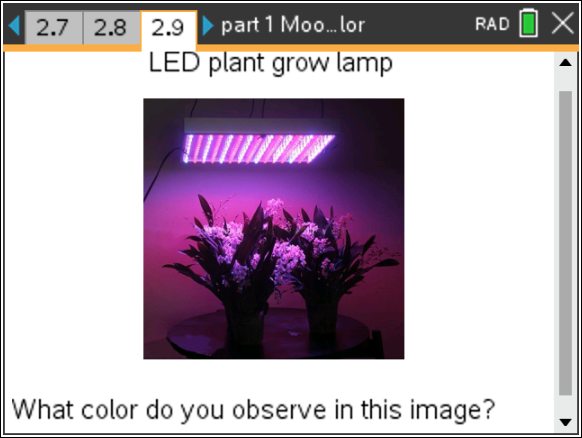 2.7 2.8 2.9 part 1 Moo...lor RAD
LED plant grow lamp
What color do you observe in this image?